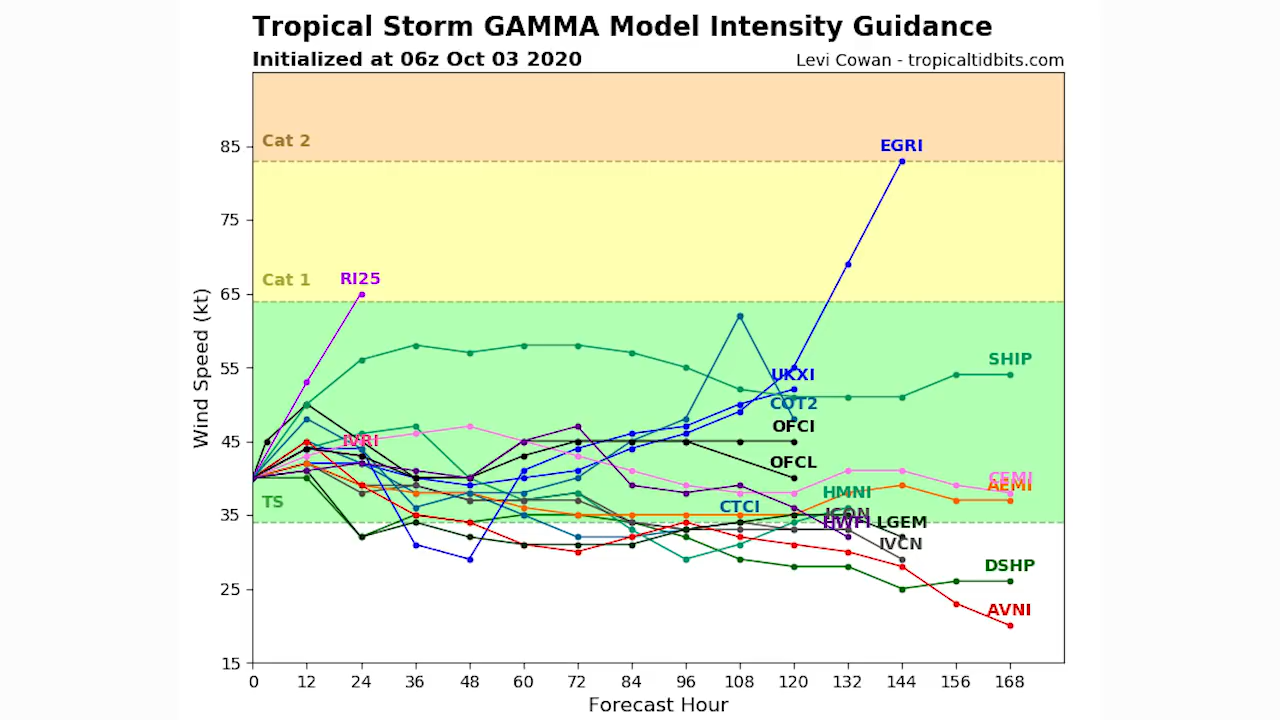 Tropical Storm GAMMA Model Intensity Guidance
Initialized at 06z Oct 03 2020
Levi Cowan - tropicaltidbits.com
Wind Speed (kt)
85
75
65
55
45
35
25
15
Cat 2
Cat 1
TS
EGRI
RI25
SHIP
UKXI
COT2
OFCI
IVRI
OFCL
CEMI
AEMI
HMNI
CTCI
ICON
HWFI
LGEM
IVCN
DSHP
AVNI
0 12 24 36 48 60 72 84 96 108 120 132 144 156 168
Forecast Hour